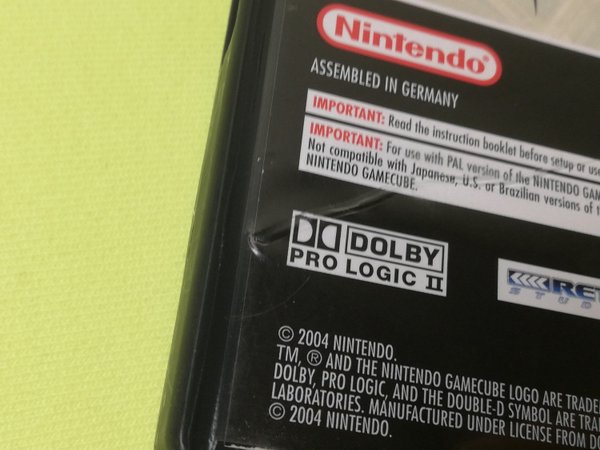 Nintendo
ASSEMBLED IN GERMANY
IMPORTANT: Read the instruction booklet before setup or use
IMPORTANT: For use with PAL version of the NINTENDO
Not compatible with Japanese, U.S. or Brazilian versions of
NINTENDO GAMECUBE.
DOLBY
PRO LOGIC II
© 2004 NINTENDO.
TM, ® AND THE NINTENDO GAMECUBE LOGO ARE
DOLBY, PRO LOGIC, AND THE DOUBLE-D SYMBOL ARE
LABORATORIES. MANUFACTURED UNDER LICENSE FROM
© 2004 NINTENDO.